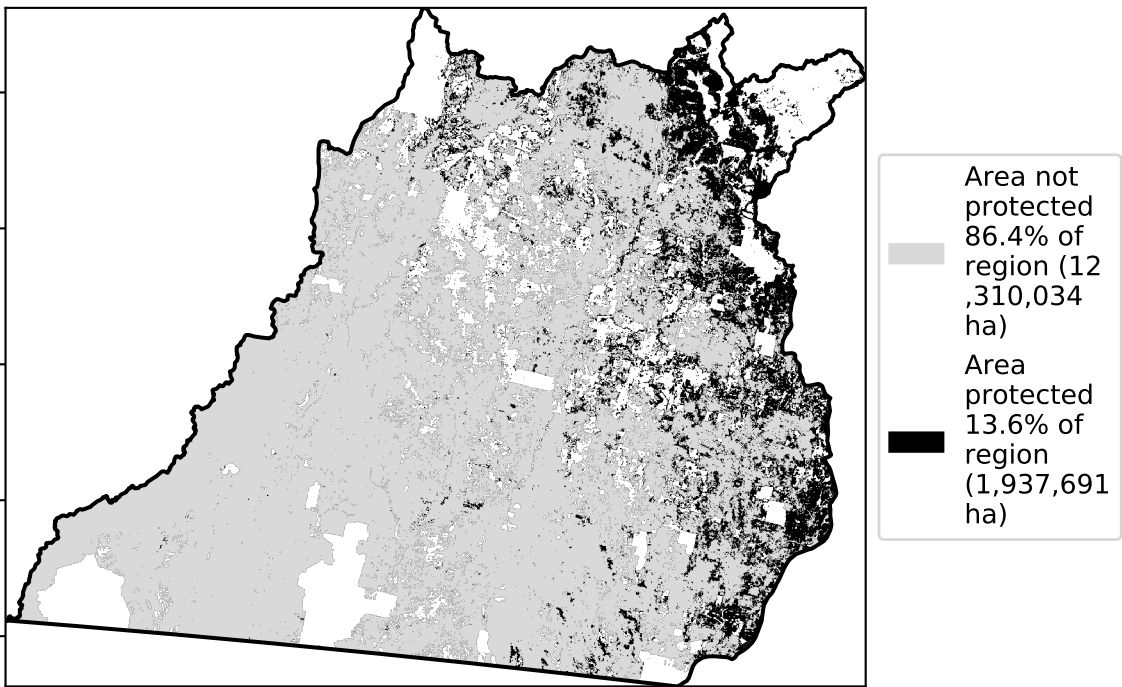 Area not
protected
86.4% of
region (12
,310,034
ha)
Area
protected
13.6% of
region
(1,937,691
ha)